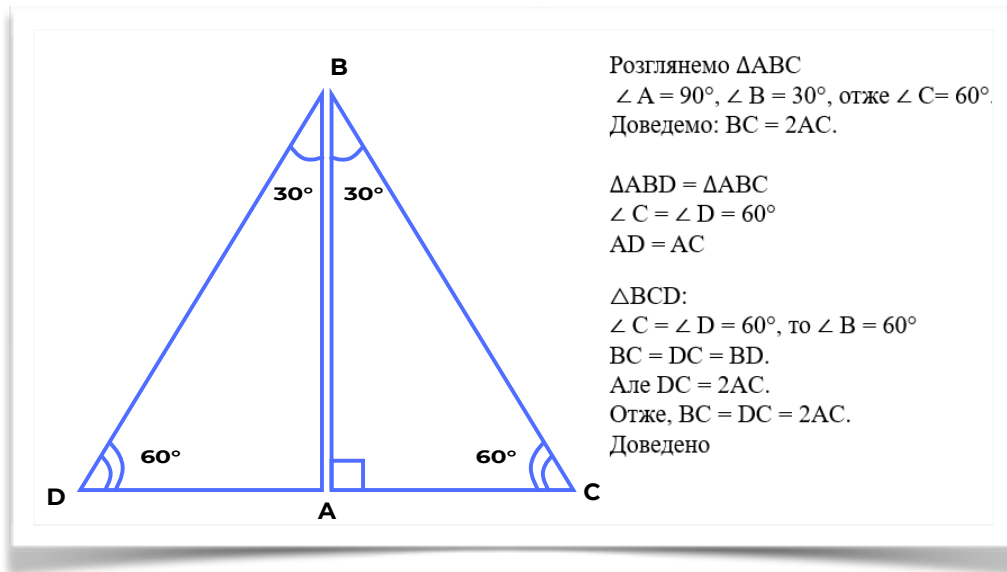 B
30° 30°
60° 60°
D
A
C
Розглянемо ΔABC
∠ A = 90°, ∠ B = 30°, отже ∠ C= 60°.
Доведемо: BC = 2AC.
ΔABD = ΔABC
∠ C = ∠ D = 60°
AD = AC
△BCD:
∠ C = ∠ D = 60°, то ∠ B = 60°
BC = DC = BD.
Але DC = 2AC.
Отже, BC = DC = 2AC.
Доведено